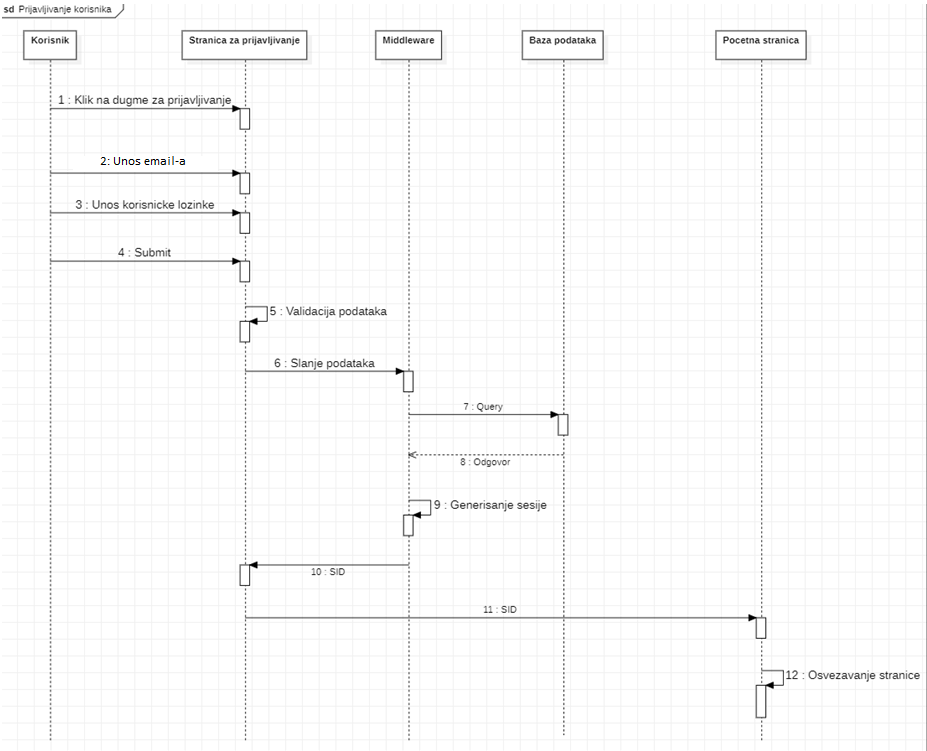 sd Prijavljivanje korisnika
Korisnik
Stranica za prijavljivanje
Middleware
Baza podataka
Pocetna stranica
1 : Klik na dugme za prijavljivanje
2: Unos email-a
3 : Unos korisnicke lozinke
4 : Submit
5 : Validacija podataka
6 : Slanje podataka
7 : Query
8 : Odgovor
9 : Generisanje sesije
10 : SID
11 : SID
12 : Osvezavanje stranice